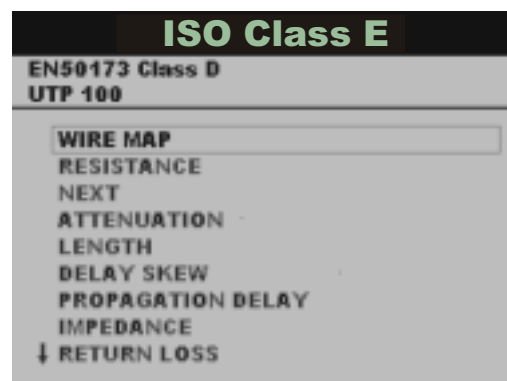 ISO Class E
EN50173 Class D
UTP 100
WIRE MAP
RESISTANCE
NEXT
ATTENUATION
LENGTH
DELAY SKEW
PROPAGATION DELAY
IMPEDANCE
↓ RETURN LOSS